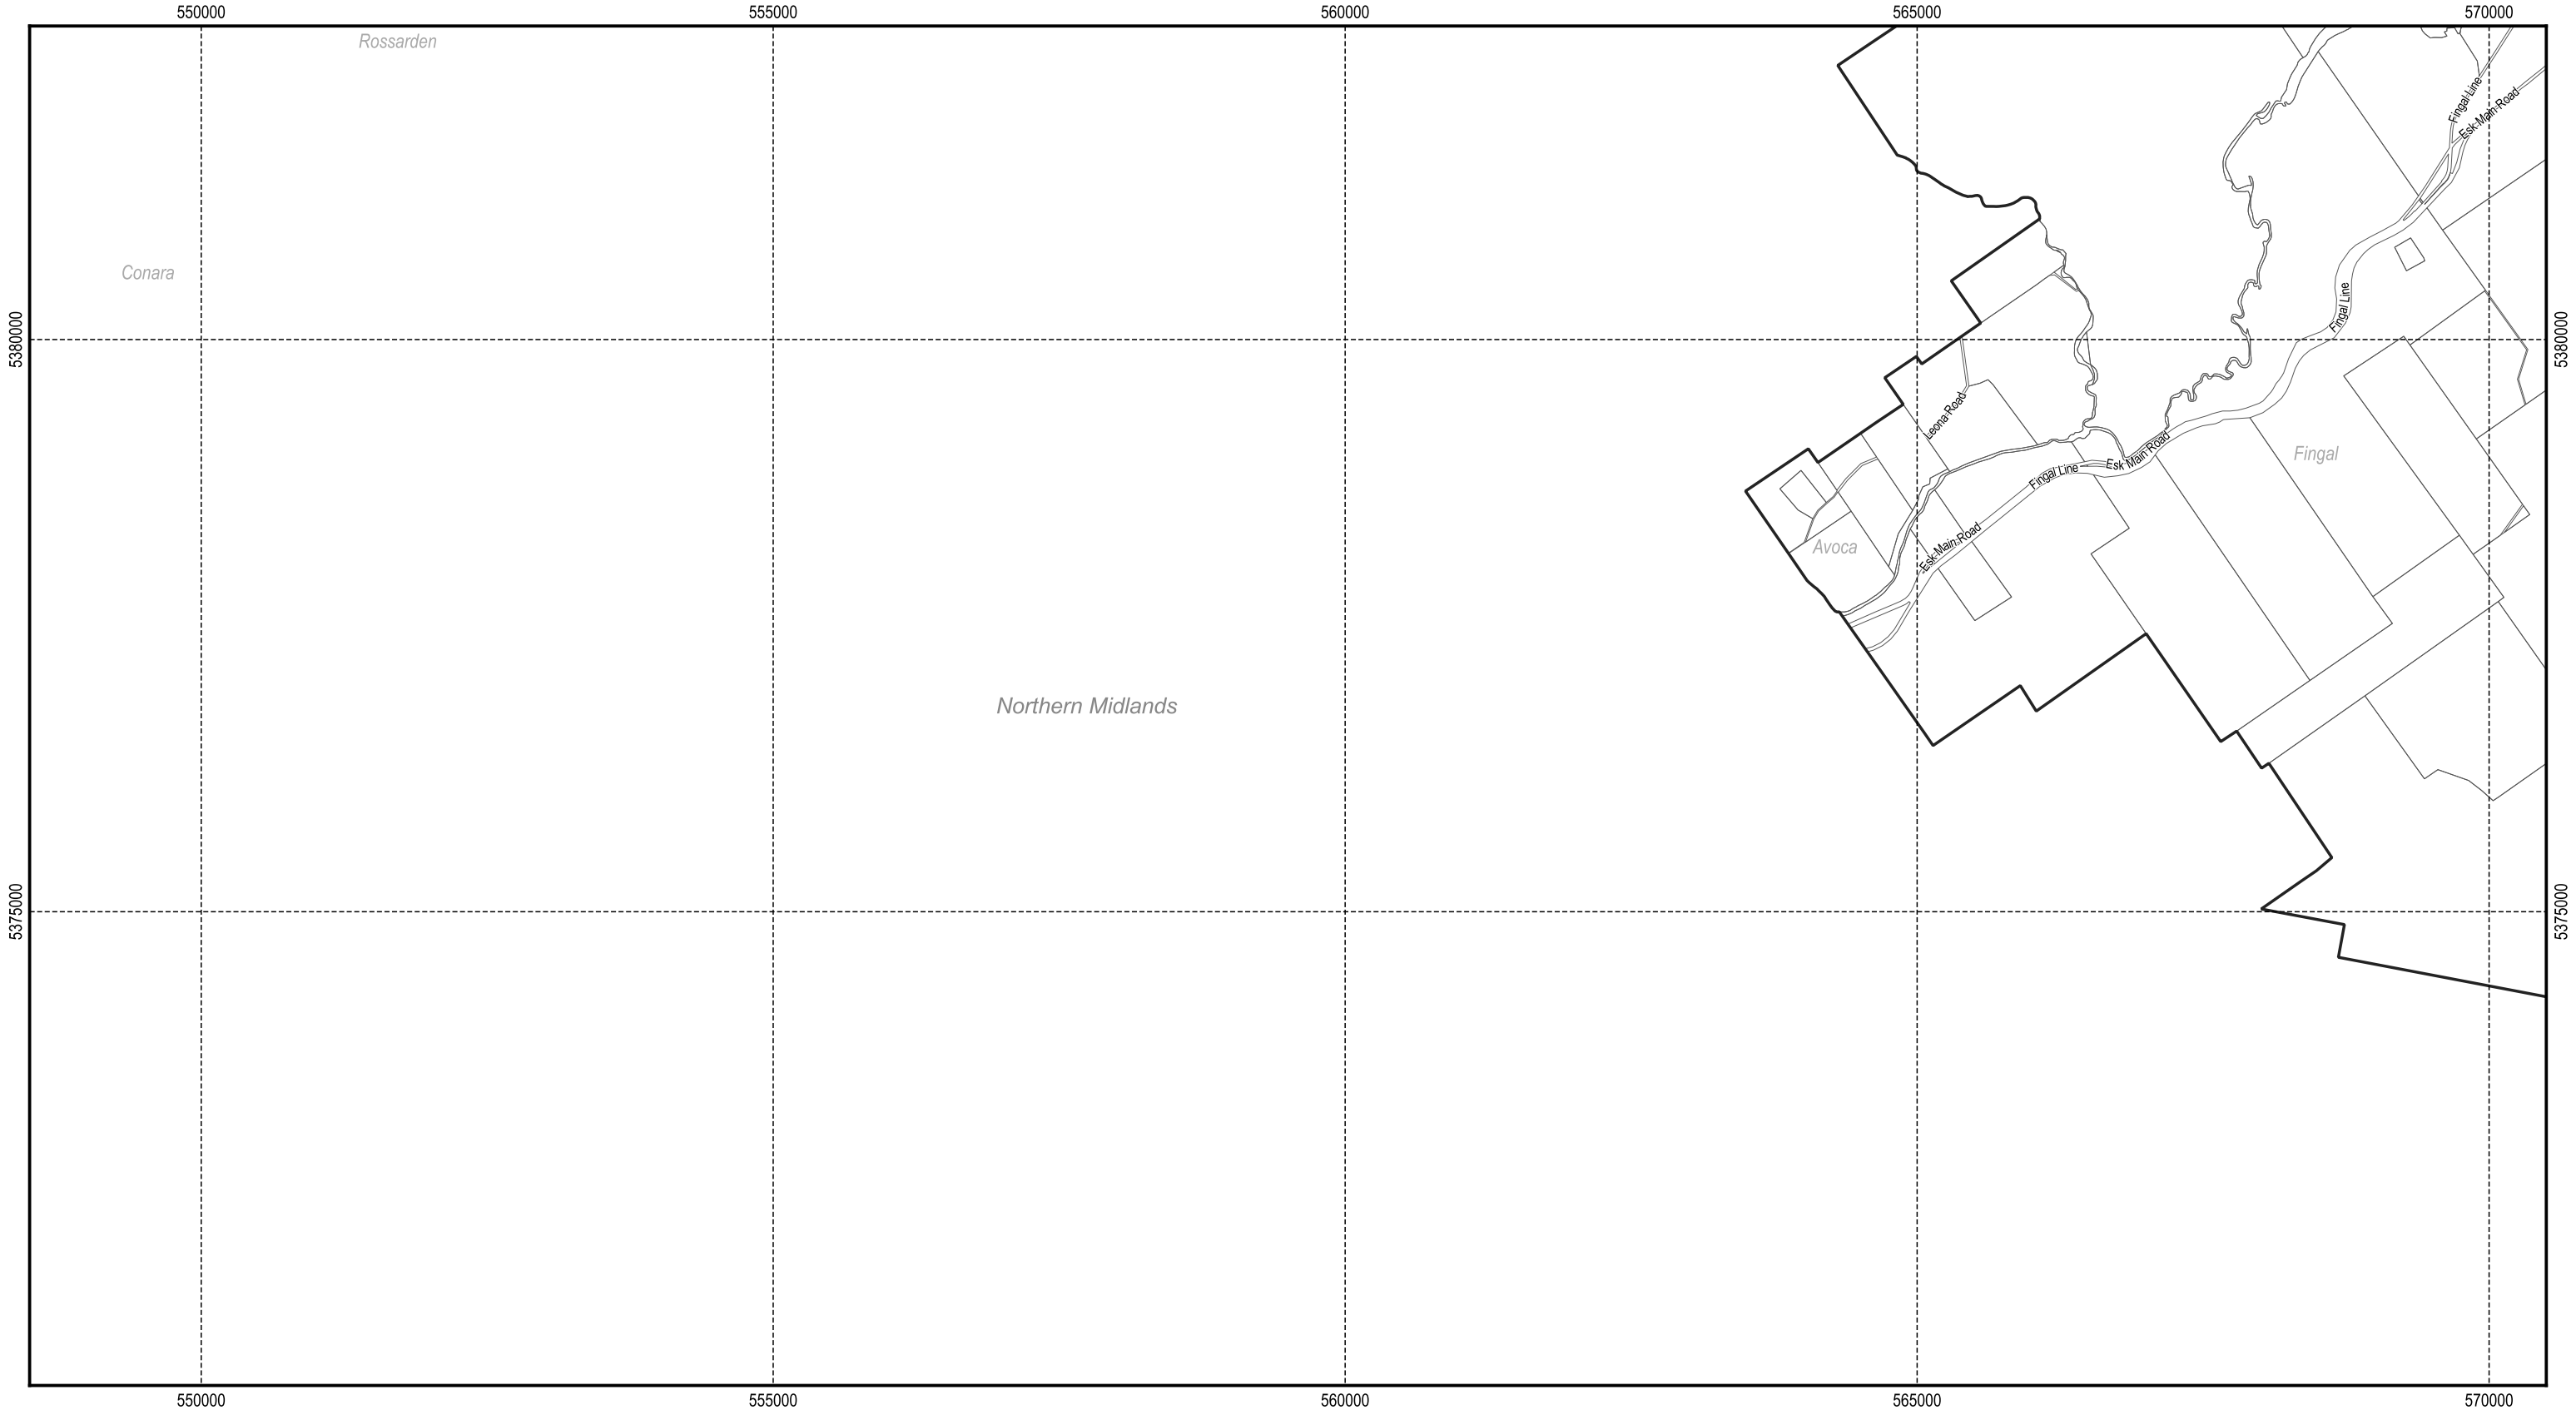 550000
555000
560000
565000
570000
Rossarden
Fingal Line
Esk Main Road
Conara
Fingal Line
5380000
5380000
Leona Road
Esk Main Road
Fingal
Fingal Line
Esk Main Road
Avoca
Northern Midlands
5375000
5375000
550000
555000
560000
565000
570000